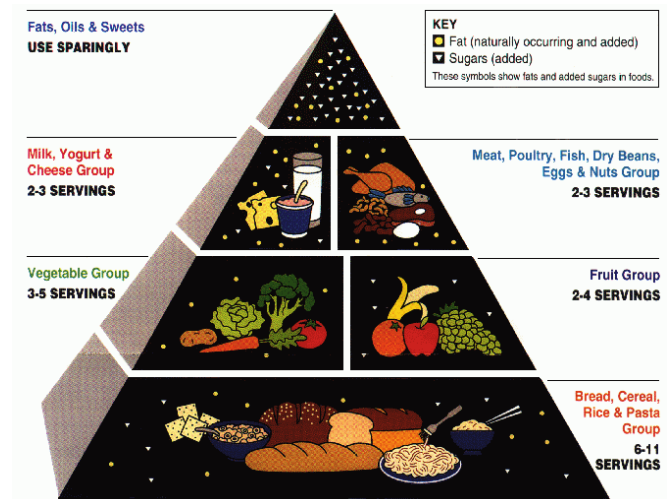 Fats, Oils & Sweets
USE SPARINGLY
KEY
Fat (naturally occurring and added)
Sugars (added)
These symbols show fats and added sugars in foods.
Milk, Yogurt &
Cheese Group
2-3 SERVINGS
Meat, Poultry, Fish, Dry Beans,
Eggs & Nuts Group
2-3 SERVINGS
Vegetable Group
3-5 SERVINGS
Fruit Group
2-4 SERVINGS
Bread, Cereal,
Rice & Pasta
Group
6-11
SERVINGS